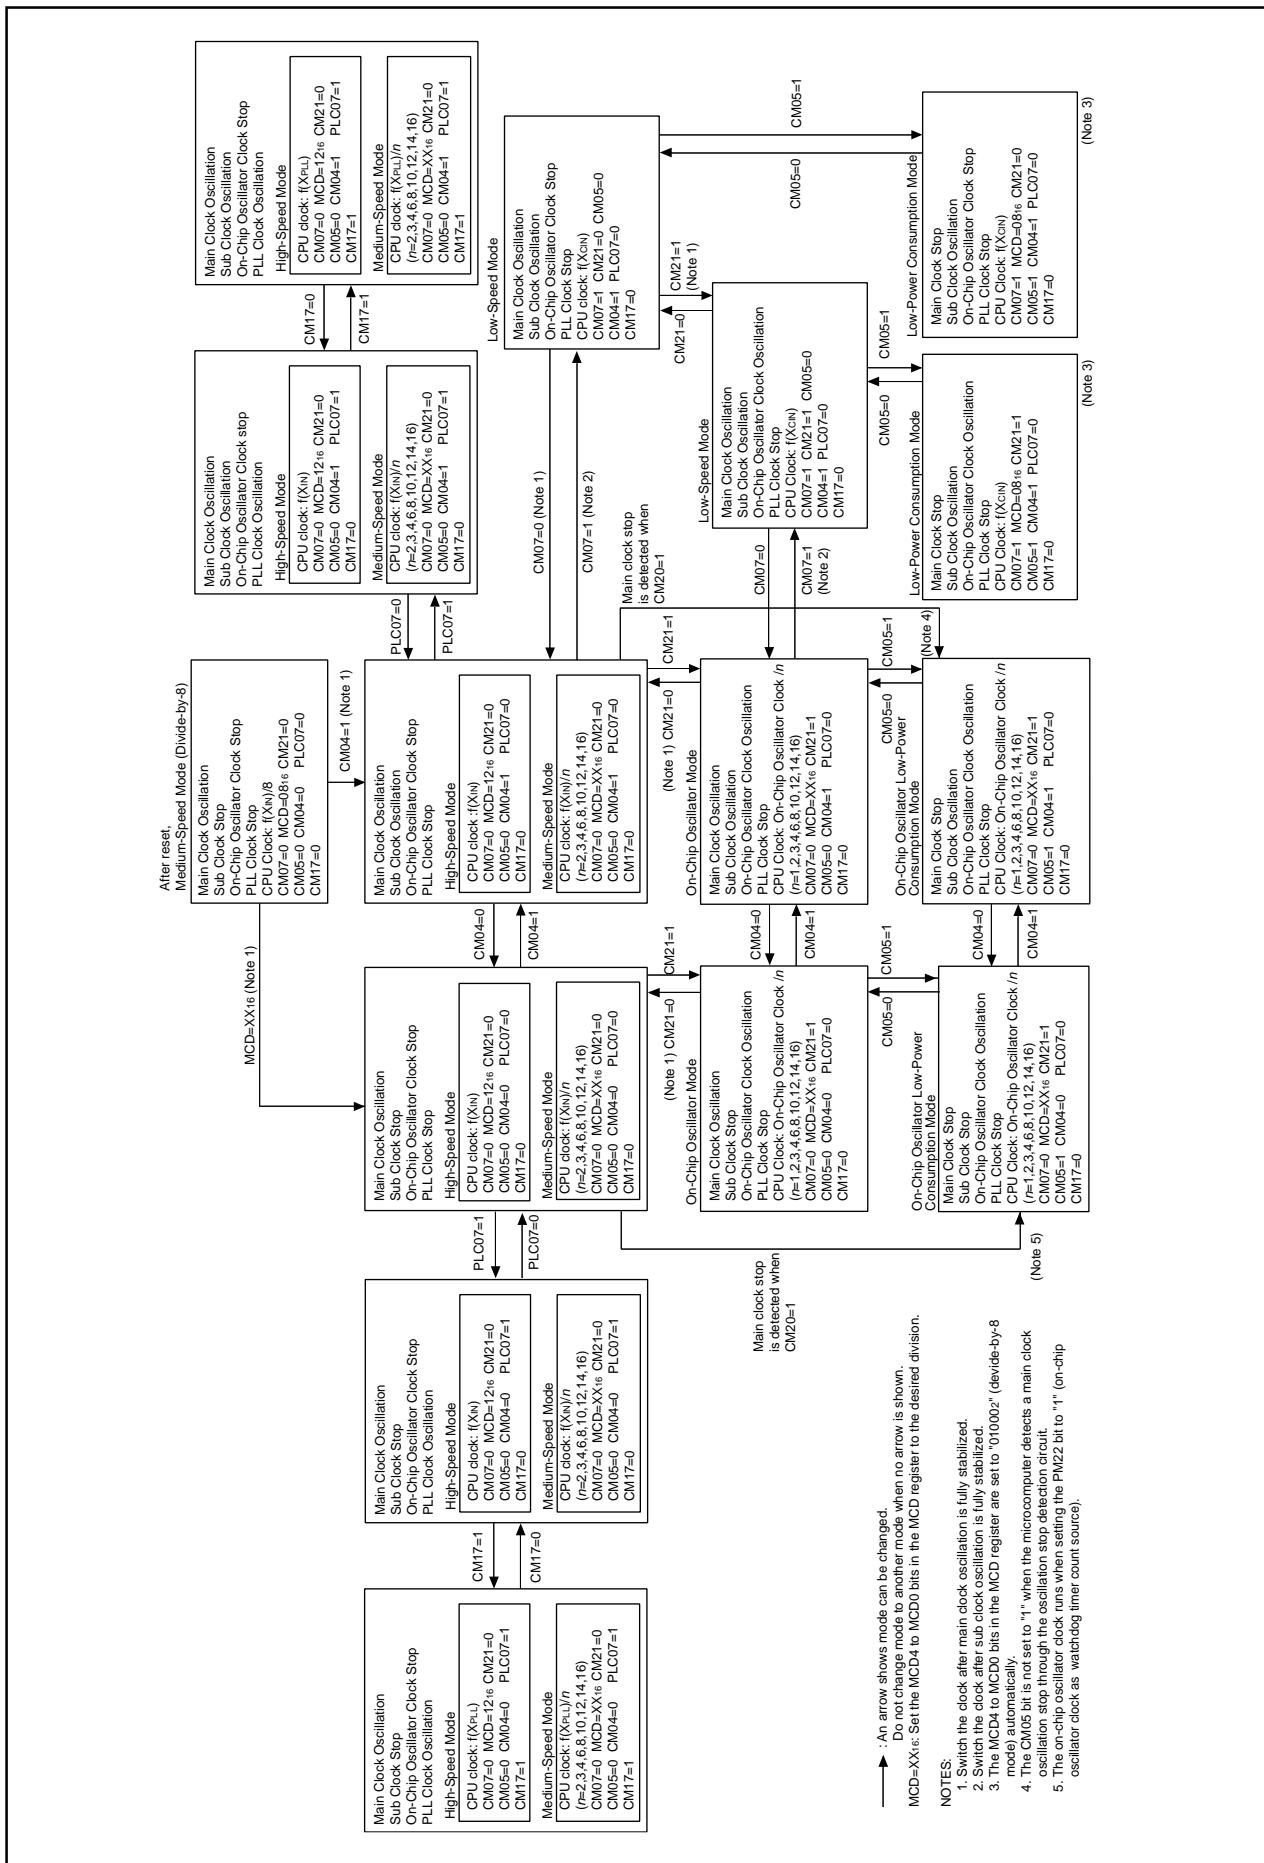 After reset,
Medium-Speed Mode (Divide-by-8)
Main Clock Oscillation
Sub Clock Stop
On-Chip Oscillator Clock Stop
PLL Clock Stop
CPU Clock: f(XIN)/8
CM07=0 MCD=0816 CM21=0
CM05=0 CM04=0 PLC07=0
CM17=0
MCD=XX16 (Note 1)
CM04=1 (Note 1)
Main Clock Oscillation
Sub Clock Stop
On-Chip Oscillator Clock Stop
PLL Clock Oscillation
High-Speed Mode
CPU clock: f(XPLL)
CM07=0 MCD=1216 CM21=0
CM05=0 CM04=0 PLC07=1
CM17=1
Medium-Speed Mode
CPU clock: f(XPLL)/n
(n=2,3,4,6,8,10,12,14,16)
CM07=0 MCD=XX16 CM21=0
CM05=0 CM04=0 PLC07=1
CM17=1
CM17=1
CM17=0
Main Clock Oscillation
Sub Clock Stop
On-Chip Oscillator Clock Stop
PLL Clock Oscillation
High-Speed Mode
CPU clock: f(XIN)
CM07=0 MCD=1216 CM21=0
CM05=0 CM04=0 PLC07=1
CM17=0
Medium-Speed Mode
CPU clock: f(XIN)/n
(n=2,3,4,6,8,10,12,14,16)
CM07=0 MCD=XX16 CM21=0
CM05=0 CM04=0 PLC07=1
CM17=0
PLC07=1
PLC07=0
Main Clock Oscillation
Sub Clock Stop
On-Chip Oscillator Clock Stop
PLL Clock Stop
High-Speed Mode
CPU clock: f(XIN)
CM07=0 MCD=1216 CM21=0
CM05=0 CM04=0 PLC07=0
CM17=0
Medium-Speed Mode
CPU clock: f(XIN)/n
(n=2,3,4,6,8,10,12,14,16)
CM07=0 MCD=XX16 CM21=0
CM05=0 CM04=0 PLC07=0
CM17=0
CM04=0
CM04=1
Main Clock Oscillation
Sub Clock Oscillation
On-Chip Oscillator Clock Stop
PLL Clock Stop
High-Speed Mode
CPU clock :f(XIN)
CM07=0 MCD=1216 CM21=0
CM05=0 CM04=1 PLC07=0
CM17=0
Medium-Speed Mode
CPU clock: f(XIN)/n
(n=2,3,4,6,8,10,12,14,16)
CM07=0 MCD=XX16 CM21=0
CM05=0 CM04=1 PLC07=0
CM17=0
PLC07=0
PLC07=1
Main Clock Oscillation
Sub Clock Oscillation
On-Chip Oscillator Clock stop
PLL Clock Oscillation
High-Speed Mode
CPU clock: f(XIN)
CM07=0 MCD=1216 CM21=0
CM05=0 CM04=1 PLC07=1
CM17=0
Medium-Speed Mode
CPU clock: f(XIN)/n
(n=2,3,4,6,8,10,12,14,16)
CM07=0 MCD=XX16 CM21=0
CM05=0 CM04=1 PLC07=1
CM17=0
CM17=0
CM17=1
Main Clock Oscillation
Sub Clock Oscillation
On-Chip Oscillator Clock Stop
PLL Clock Oscillation
High-Speed Mode
CPU clock: f(XPLL)
CM07=0 MCD=1216 CM21=0
CM05=0 CM04=1 PLC07=1
CM17=1
Medium-Speed Mode
CPU clock: f(XPLL)/n
(n=2,3,4,6,8,10,12,14,16)
CM07=0 MCD=XX16 CM21=0
CM05=0 CM04=1 PLC07=1
CM17=1
CM07=0 (Note 1)
CM07=1 (Note 2)
Low-Speed Mode
Main Clock Oscillation
Sub Clock Oscillation
On-Chip Oscillator Clock Stop
PLL Clock Stop
CPU clock: f(XCIN)
CM07=1 CM21=0 CM05=0
CM04=1 PLC07=0
CM17=0
Main clock stop
is detected when
CM20=1
(Note 1) CM21=0
CM21=1
(Note 1) CM21=0
CM21=1
CM21=0
CM21=1
(Note 1)
CM05=0
CM05=1
On-Chip Oscillator Mode
Main Clock Oscillation
Sub Clock Stop
On-Chip Oscillator Clock Oscillation
PLL Clock Stop
CPU Clock: On-Chip Oscillator Clock /n
(n=1,2,3,4,6,8,10,12,14,16)
CM07=0 MCD=XX16 CM21=1
CM05=0 CM04=0 PLC07=0
CM17=0
CM04=0
CM04=1
On-Chip Oscillator Mode
Main Clock Oscillation
Sub Clock Oscillation
On-Chip Oscillator Clock Oscillation
PLL Clock Stop
CPU Clock: On-Chip Oscillator Clock /n
(n=1,2,3,4,6,8,10,12,14,16)
CM07=0 MCD=XX16 CM21=1
CM05=0 CM04=1 PLC07=0
CM17=0
CM07=0
CM07=1
(Note 2)
Low-Speed Mode
Main Clock Oscillation
Sub Clock Oscillation
On-Chip Oscillator Clock Oscillation
PLL Clock Stop
CPU Clock: f(XCIN)
CM07=1 CM21=1 CM05=0
CM04=1 PLC07=0
CM17=0
Main clock stop
is detected when
CM20=1
CM05=0
CM05=1
CM05=0
CM05=1
(Note 4)
CM05=0
CM05=1
On-Chip Oscillator Low-Power
Consumption Mode
Main Clock Stop
Sub Clock Stop
On-Chip Oscillator Clock Oscillation
PLL Clock Stop
CPU Clock: On-Chip Oscillator Clock /n
(n=1,2,3,4,6,8,10,12,14,16)
CM07=0 MCD=XX16 CM21=1
CM05=1 CM04=0 PLC07=0
CM17=0
(Note 5)
CM04=0
CM04=1
On-Chip Oscillator Low-Power
Consumption Mode
Main Clock Stop
Sub Clock Oscillation
On-Chip Oscillator Clock Oscillation
PLL Clock Stop
CPU Clock: On-Chip Oscillator Clock /n
(n=1,2,3,4,6,8,10,12,14,16)
CM07=0 MCD=XX16 CM21=1
CM05=1 CM04=1 PLC07=0
CM17=0
Low-Power Consumption Mode
Main Clock Stop
Sub Clock Oscillation
On-Chip Oscillator Clock Oscillation
PLL Clock Stop
CPU Clock: f(XCIN)
CM07=1 MCD=0816 CM21=1
CM05=1 CM04=1 PLC07=0
CM17=0
(Note 3)
Low-Power Consumption Mode
Main Clock Stop
Sub Clock Oscillation
On-Chip Oscillator Clock Stop
PLL Clock Stop
CPU Clock: f(XCIN)
CM07=1 MCD=0816 CM21=0
CM05=1 CM04=1 PLC07=0
CM17=0
(Note 3)
: An arrow shows mode can be changed.
Do not change mode to another mode when no arrow is shown.
MCD=XX16: Set the MCD4 to MCD0 bits in the MCD register to the desired division.
NOTES:
1. Switch the clock after main clock oscillation is fully stabilized.
2. Switch the clock after sub clock oscillation is fully stabilized.
3. The MCD4 to MCD0 bits in the MCD register are set to "010002" (devide-by-8
mode) automatically.
4. The CM05 bit is not set to "1" when the microcomputer detects a main clock
oscillation stop through the oscillation stop detection circuit.
5. The on-chip oscillator clock runs when setting the PM22 bit to "1" (on-chip
oscillator clock as watchdog timer count source).